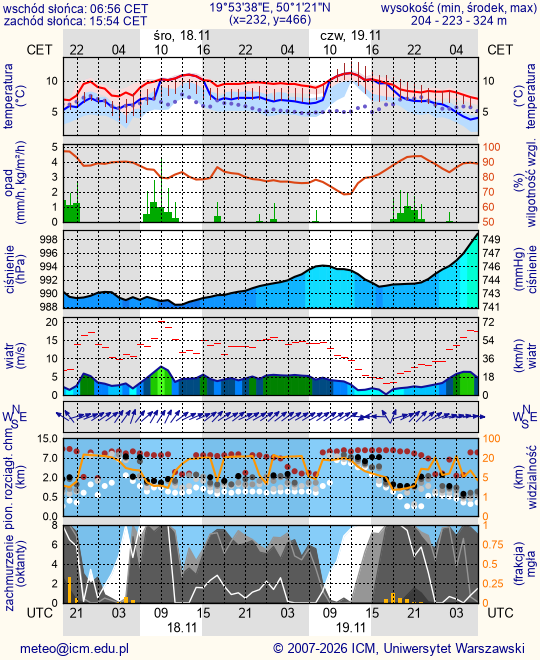 wschód słońca: 06:56 CET 19°53'38"E, 50°1'21"N wysokość (min, środek, max)
zachód słońca: 15:54 CET (x=232, y=466) 204 - 223 - 324 m
śro, 18.11 czw, 19.11
CET 22 04 10 16 22 04 10 16 22 04 CET
temperatura (°C) 10 5 10 5 temperatura (°C)
opad (mm/h, kg/m²/h) 5 4 3 2 1 0 100 90 80 70 60 50 (%) wilgotność wzgl.
ciśnienie (hPa) 998 996 994 992 990 988 749 747 746 744 743 741 (mmHg) ciśnienie
wiatr (m/s) 20 15 10 5 0 72 54 36 18 0 (km/h) wiatr
W N S E W N S E
pion. rozciągł. chm. (km) 15.0 7.0 2.0 0.5 0.0 100 20 5 1 0 (km) widzialność
zachmurzenie (oktanty) 8 6 4 2 0 1 0.75 0.5 0.25 0 (frakcja) mgła
UTC 21 03 09 15 21 03 09 15 21 03 UTC
18.11 19.11
meteo@icm.edu.pl © 2007-2026 ICM, Uniwersytet Warszawski